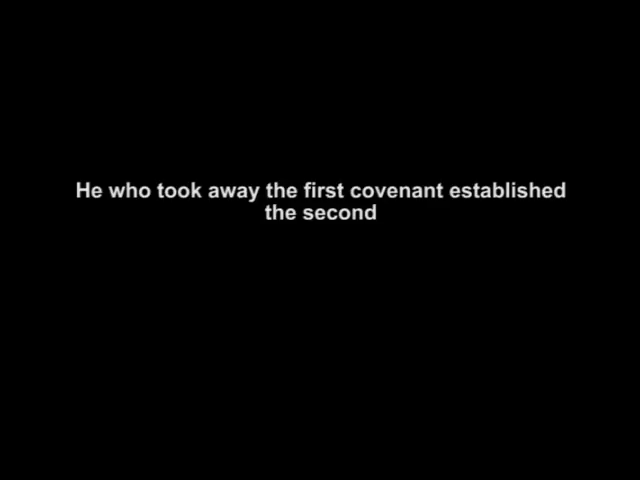 He who took away the first covenant established
the second